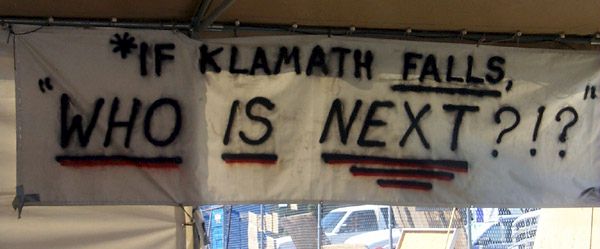 *IF KLAMATH FALLS,
"WHO IS NEXT?!?"